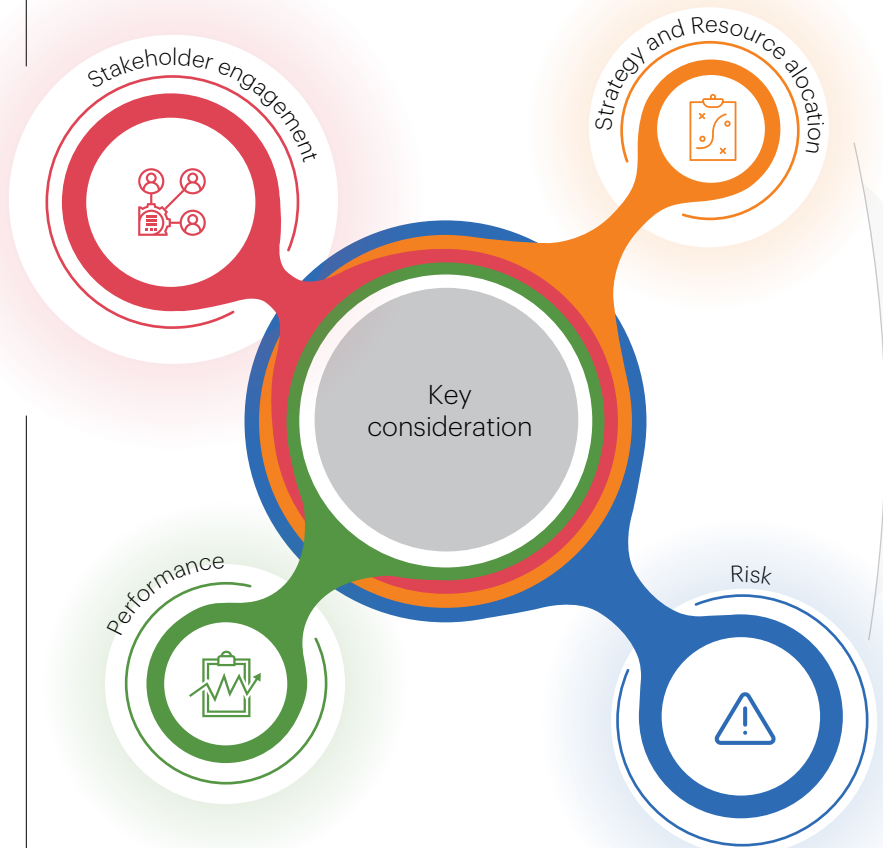 Stakeholder engagement
Strategy and Resource alocation
Key
consideration
Performance
Risk